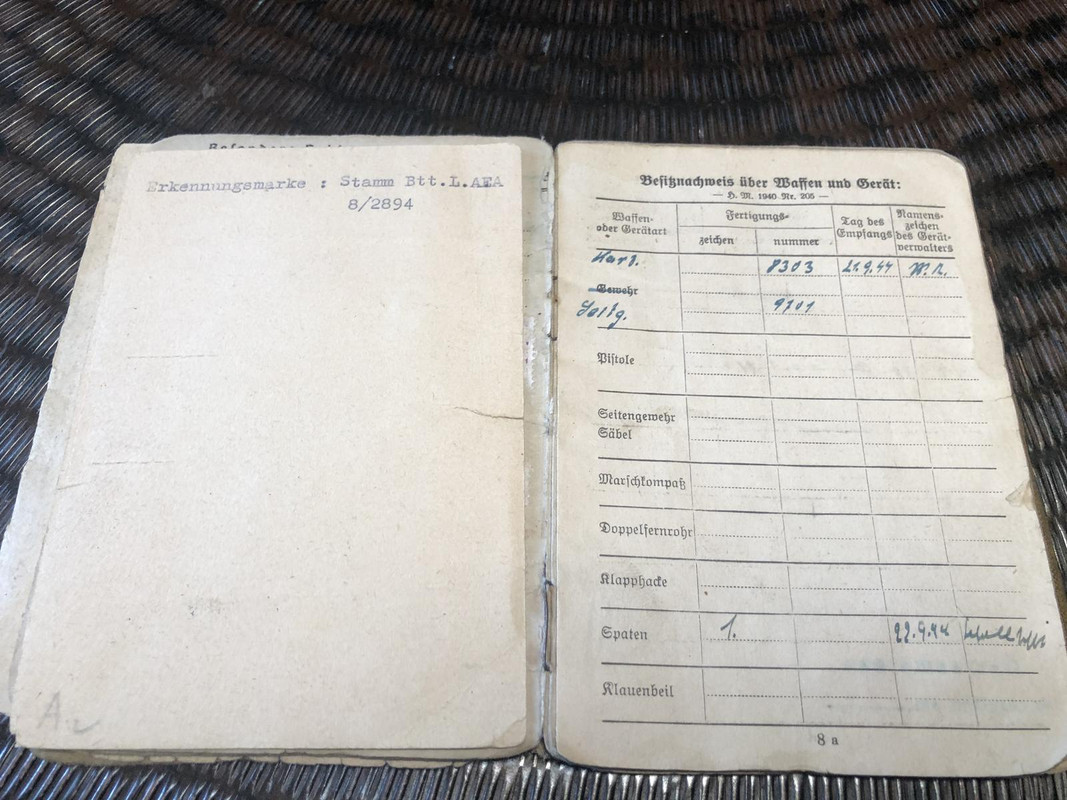 Erkennungsmarke : Stamm Btt.L.AEA
8/2894
Besitznachweis über Waffen und Gerät:
— H. M. 1940 Nr. 205 —
Waffen- oder Gerätart
Fertigungs-
zeichen
nummer
Tag des Empfangs
Namens-zeichen des Gerät-verwalters
8303
Gewehr
Pistole
Seitengewehr
Säbel
Marschkompaß
Doppelfernrohr
Klapphacke
Spaten 1. 22.9.44
Klauenbeil
8 a